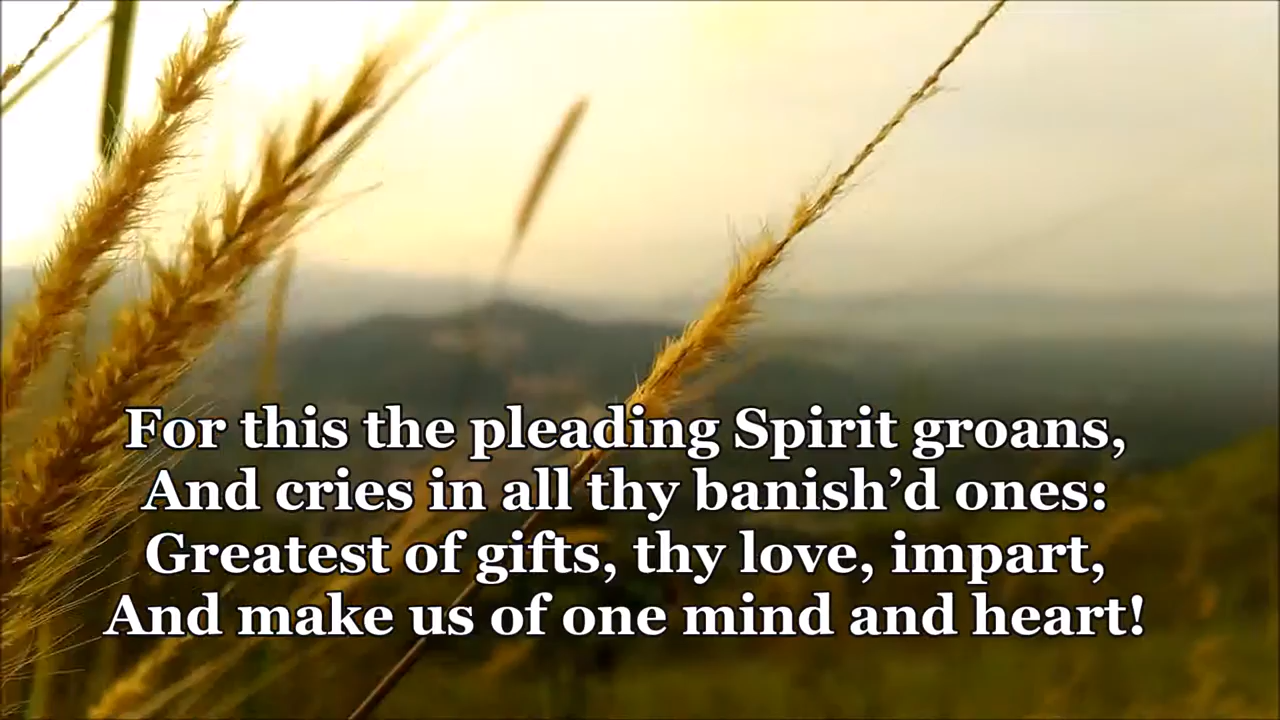 For this the pleading Spirit groans,
And cries in all thy banish’d ones:
Greatest of gifts, thy love, impart,
And make us of one mind and heart!